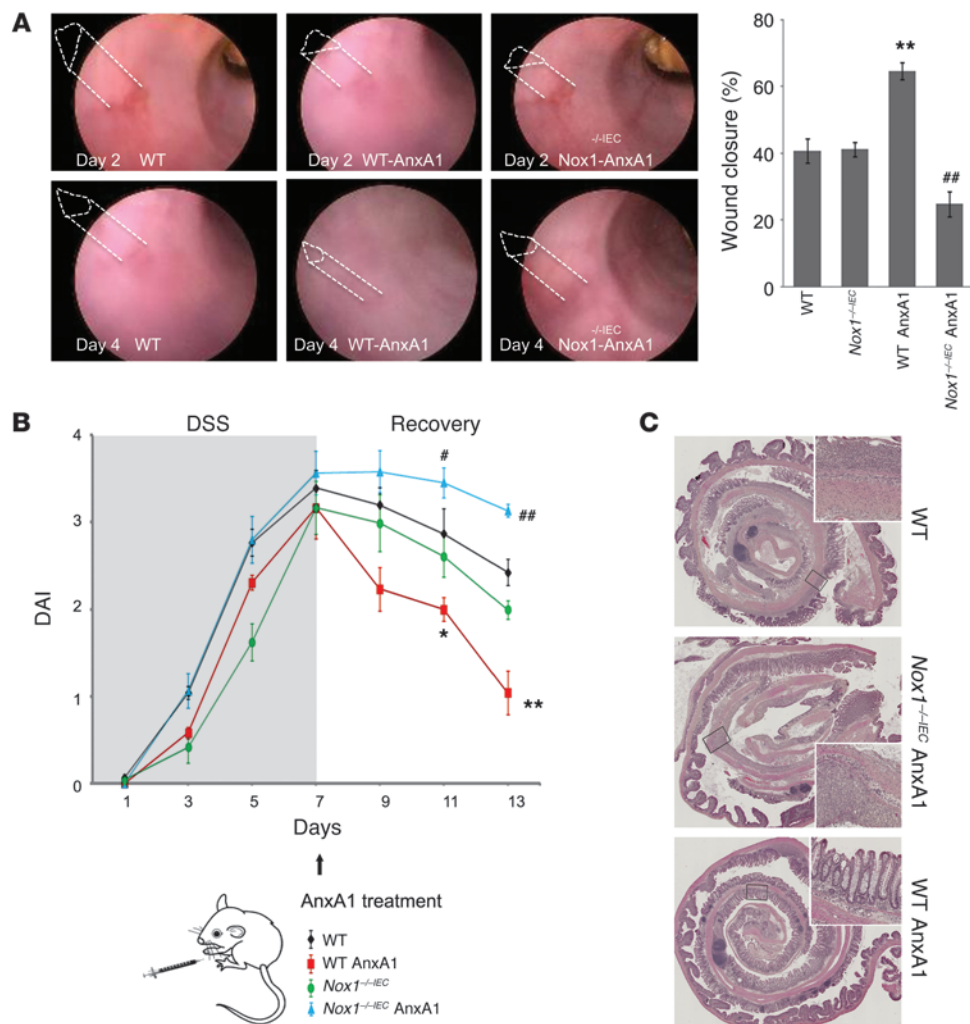 A
Day 2 WT
Day 2 WT-AnxA1
-/-IEC
Day 2 Nox1-AnxA1
Day 4 WT
Day 4 WT-AnxA1
-/-IEC
Day 4 Nox1-AnxA1
Wound closure (%)
80
60
40
20
0
**
##
WT
Nox1−/−IEC
WT AnxA1
Nox1−/−IEC AnxA1
B
DSS
Recovery
DAI
4
3
2
1
0
#
##
*
**
1 3 5 7 9 11 13
Days
AnxA1 treatment
WT
WT AnxA1
Nox1−/−IEC
Nox1−/−IEC AnxA1
C
WT
Nox1−/−IEC AnxA1
WT AnxA1